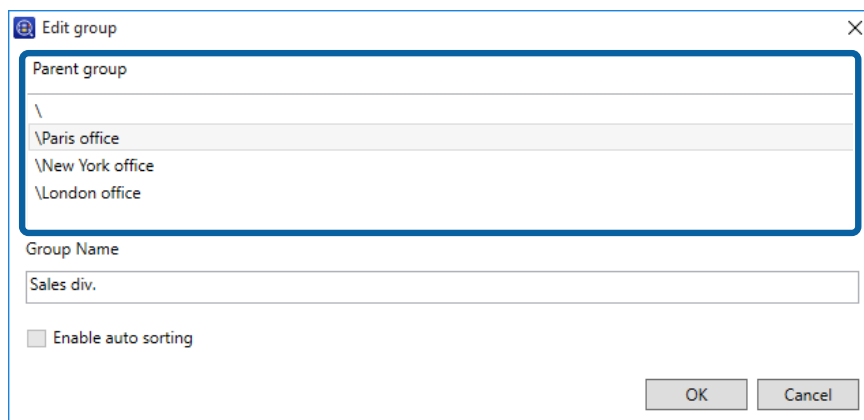 Edit group
Parent group
\
\Paris office
\New York office
\London office
Group Name
Sales div.
Enable auto sorting
OK
Cancel